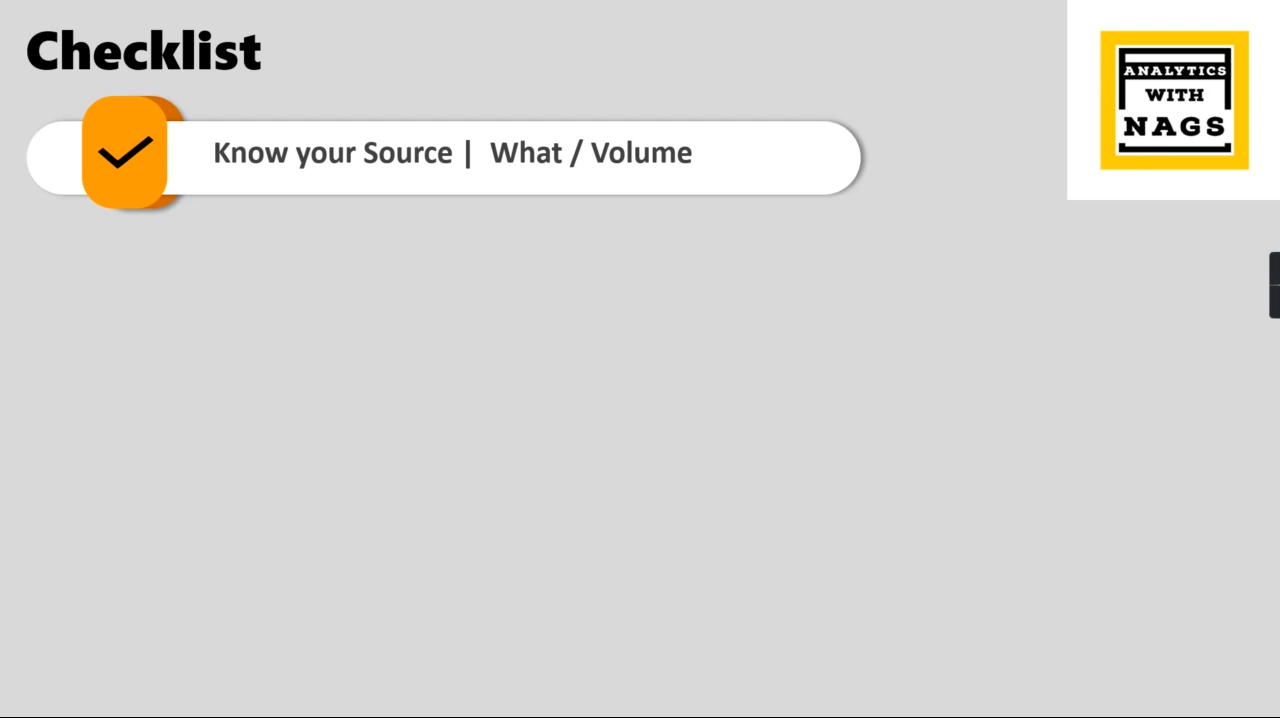 Checklist
Know your Source | What / Volume
ANALYTICS
WITH
NAGS